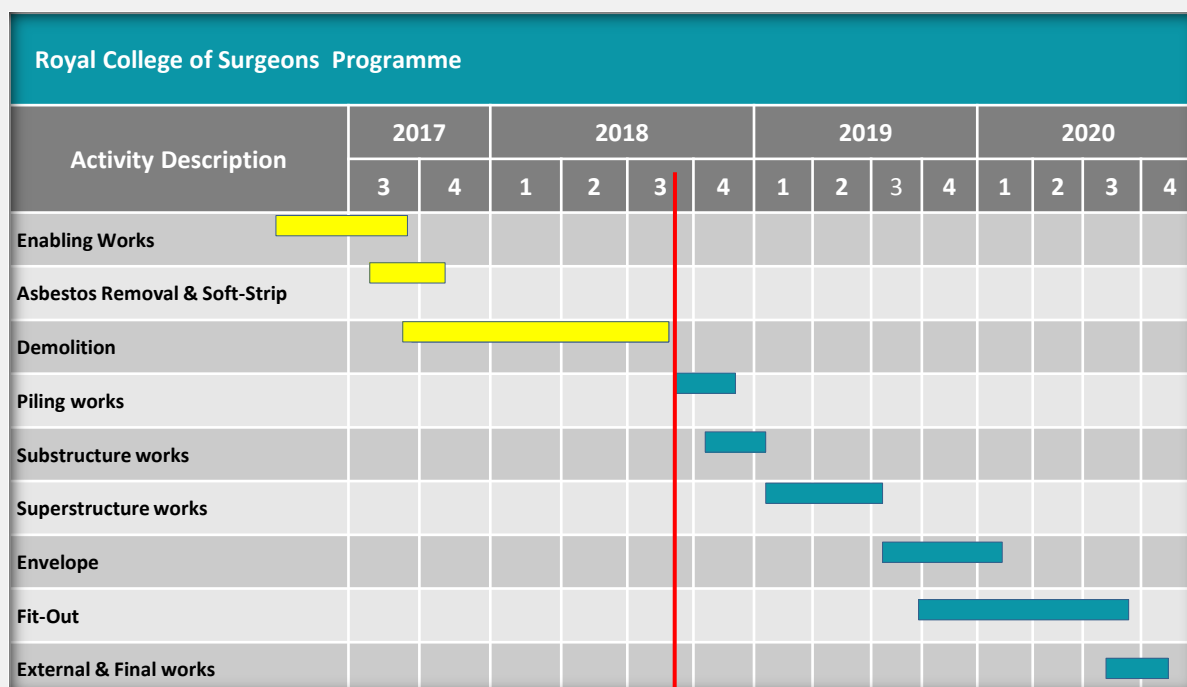 Royal College of Surgeons  Programme
Activity Description
2017 2018 2019 2020
3 4 1 2 3 4 1 2 3 4 1 2 3 4
Enabling Works
Asbestos Removal & Soft-Strip
Demolition
Piling works
Substructure works
Superstructure works
Envelope
Fit-Out
External & Final works